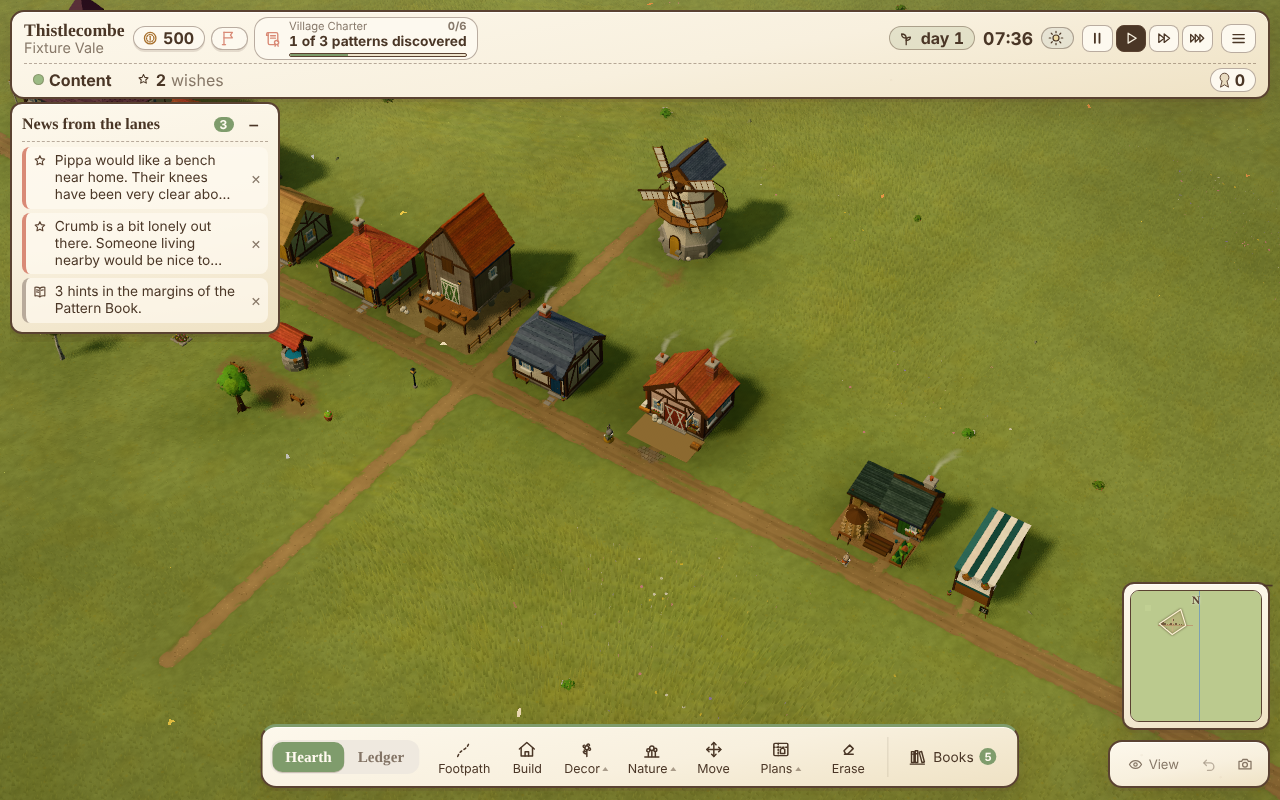 Thistlecombe
Fixture Vale
500
Village Charter 0/6
1 of 3 patterns discovered
day 1
07:36
Content
2 wishes
0
News from the lanes
3
Pippa would like a bench
near home. Their knees
have been very clear abo...
Crumb is a bit lonely out
there. Someone living
nearby would be nice to...
3 hints in the margins of the
Pattern Book.
N
Hearth
Ledger
Footpath
Build
Decor
Nature
Move
Plans
Erase
Books 5
View